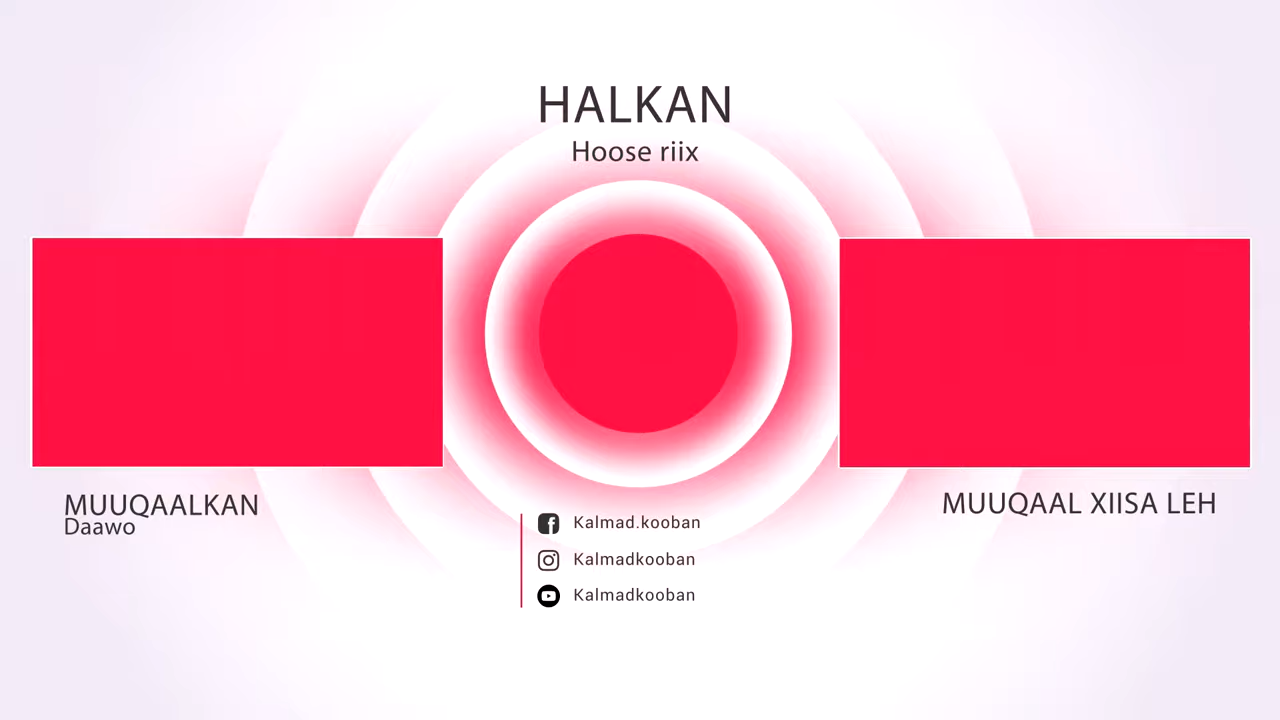 HALKAN
Hoose riix
MUUQAALKAN
Daawo
MUUQAAL XIISA LEH
Kalmad.kooban
Kalmadkooban
Kalmadkooban